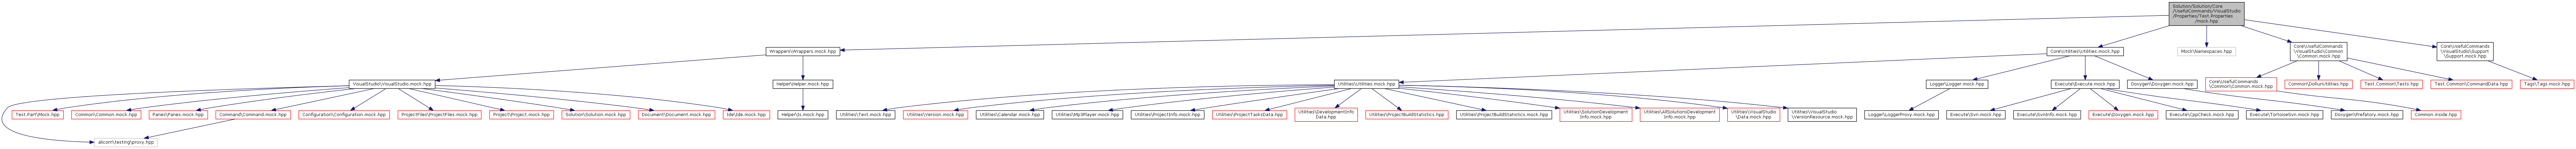 Solution/Solution/Core
/UsefulCommands/VisualStudio
/Properties/Test.Properties
/mock.hpp
Wrappers\Wrappers.mock.hpp
Core\Utilities\Utilities.mock.hpp
Mock\Namespaces.hpp
Core\UsefulCommands
\VisualStudio\Common
\Common.mock.hpp
Core\UsefulCommands
\VisualStudio\Support
\Support.mock.hpp
VisualStudio\VisualStudio.mock.hpp
Helper\Helper.mock.hpp
Utilities\Utilities.mock.hpp
Logger\Logger.mock.hpp
Execute\Execute.mock.hpp
Doxygen\Doxygen.mock.hpp
Core\UsefulCommands
\Common\Common.mock.hpp
Common\DoRunUtilities.hpp
Test.Common\Tests.hpp
Test.Common\CommandData.hpp
Tags\Tags.mock.hpp
Test.Part\Mock.hpp
Common\Common.mock.hpp
Panes\Panes.mock.hpp
Command\Command.mock.hpp
Configuration\Configuration.mock.hpp
ProjectFiles\ProjectFiles.mock.hpp
Project\Project.mock.hpp
Solution\Solution.mock.hpp
Document\Document.mock.hpp
Ide\Ide.mock.hpp
Helper\Is.mock.hpp
Utilities\Text.mock.hpp
Utilities\Version.mock.hpp
Utilities\Calendar.mock.hpp
Utilities\Mp3Player.mock.hpp
Utilities\ProjectInfo.mock.hpp
Utilities\ProjectTasksData.hpp
Utilities\DevelopmentInfo
Data.hpp
Utilities\ProjectBuildStatistics.hpp
Utilities\ProjectBuildStatistics.mock.hpp
Utilities\SolutionDevelopment
Info.mock.hpp
Utilities\AllSolutionsDevelopment
Info.mock.hpp
Utilities\VisualStudio
\Data.mock.hpp
Utilities\VisualStudio
\VersionResource.mock.hpp
Logger\LoggerProxy.mock.hpp
Execute\Svn.mock.hpp
Execute\SvnInfo.mock.hpp
Execute\Doxygen.mock.hpp
Execute\CppCheck.mock.hpp
Execute\TortoiseSvn.mock.hpp
Doxygen\Prefatory.mock.hpp
Common.inside.hpp
alicorn\testing\proxy.hpp